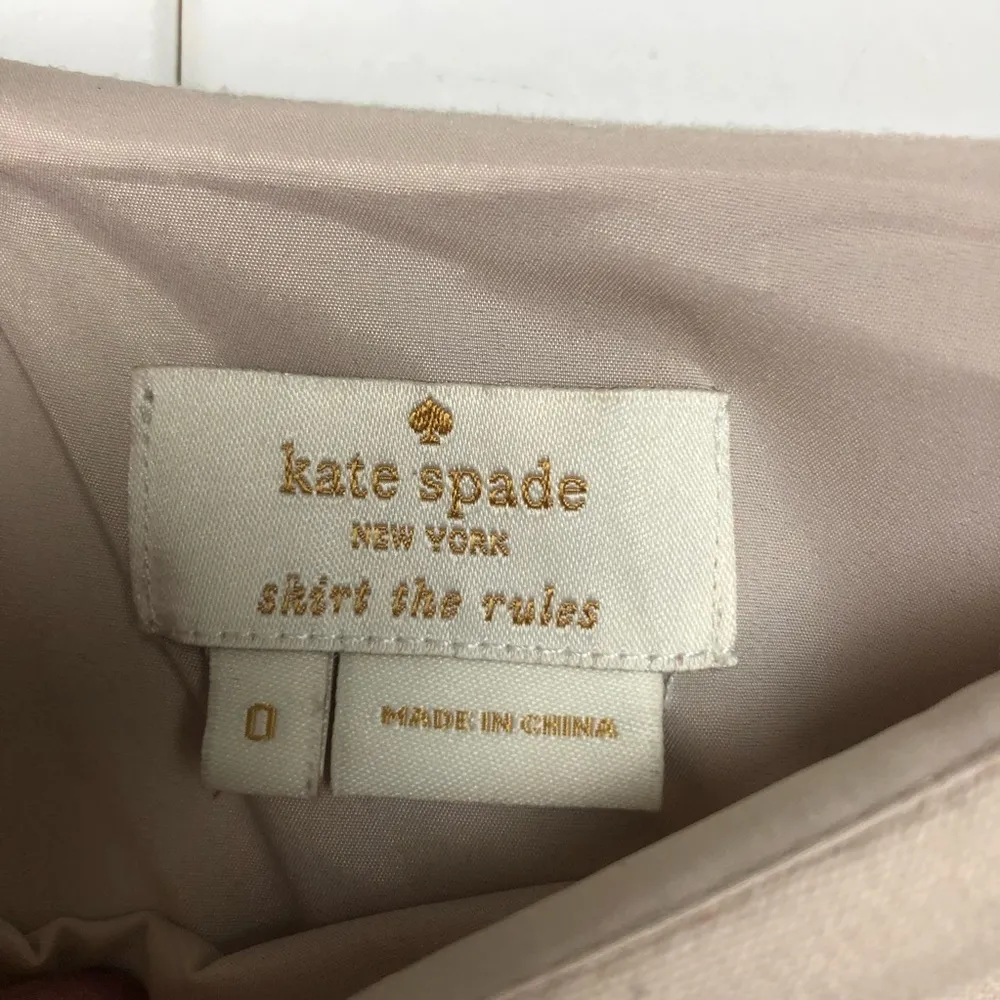 kate spade
NEW YORK
skirt the rules
0
MADE IN CHINA